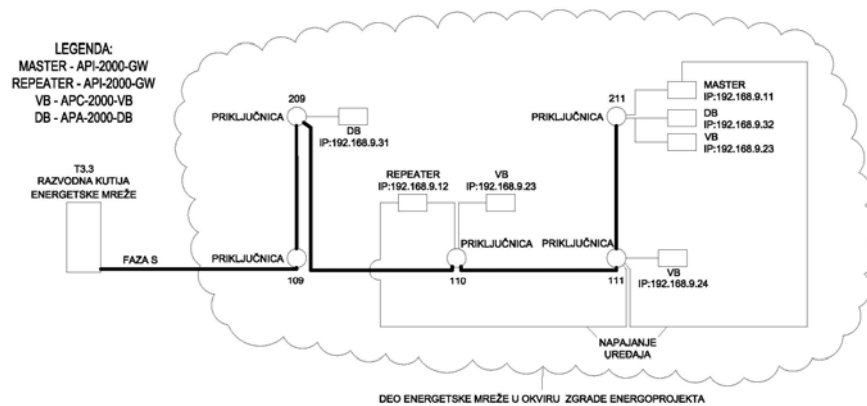 LEGENDA:
MASTER - API-2000-GW
REPEATER - API-2000-GW
VB - APC-2000-VB
DB - APA-2000-DB
T3.3
RAZVODNA KUTIJA
ENERGETSKE MREŽE
FAZA S
209
PRIKLJUČNICA
DB
IP:192.168.9.31
PRIKLJUČNICA
109
REPEATER
IP:192.168.9.12
VB
IP:192.168.9.23
PRIKLJUČNICA
110
211
PRIKLJUČNICA
MASTER
IP:192.168.9.11
DB
IP:192.168.9.32
VB
IP:192.168.9.23
PRIKLJUČNICA
111
VB
IP:192.168.9.24
NAPAJANJE
UREĐAJA
DEO ENERGETSKE MREŽE U OKVIRU ZGRADE ENERGOPROJEKTA